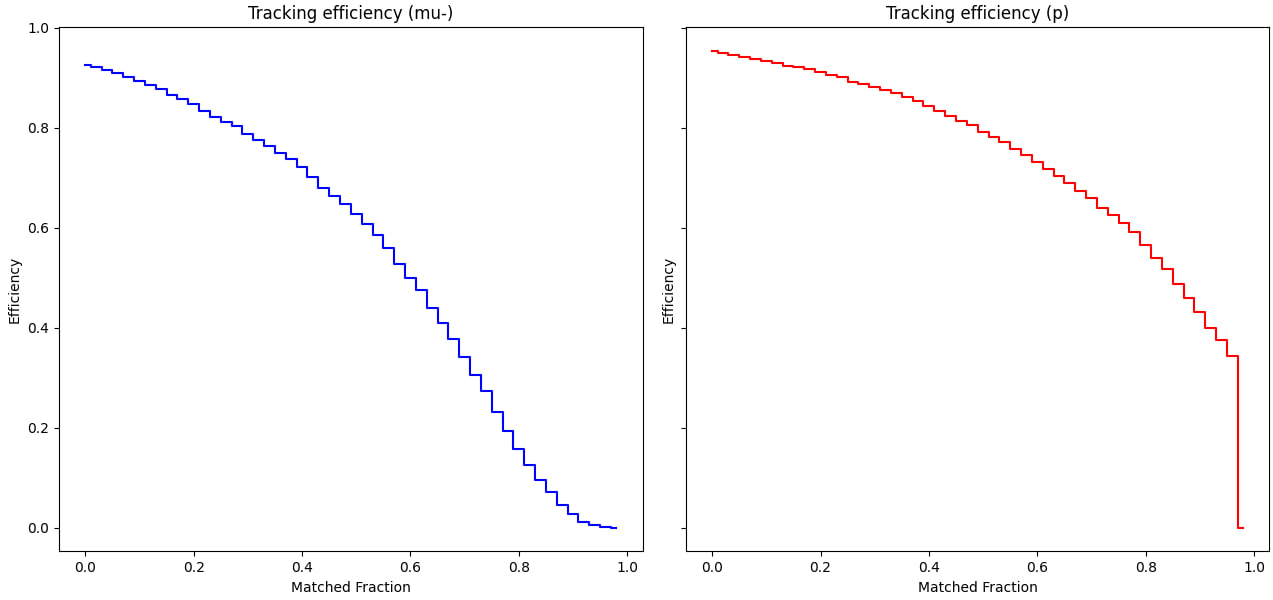 Tracking efficiency (mu-)
1.0
0.8
0.6
0.4
0.2
0.0
Efficiency
0.0 0.2 0.4 0.6 0.8 1.0
Matched Fraction
Tracking efficiency (p)
Efficiency
0.0 0.2 0.4 0.6 0.8 1.0
Matched Fraction